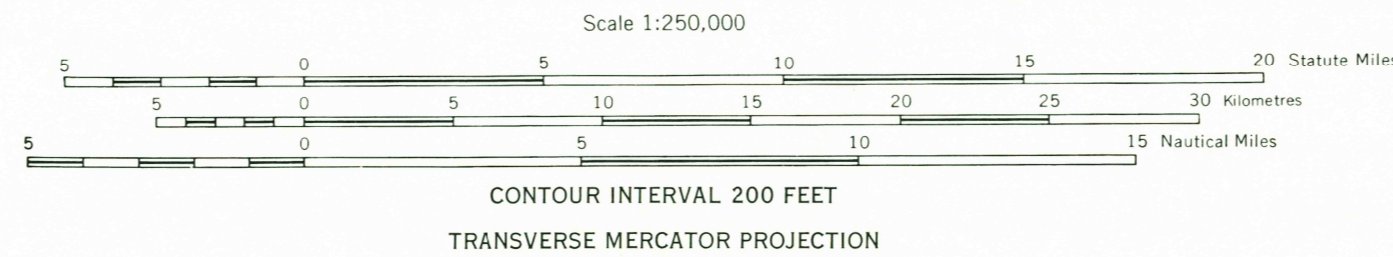 Scale 1:250,000
5 0 5 10 15 20 Statute Miles
5 0 5 10 15 20 25 30 Kilometres
5 0 5 10 15 Nautical Miles
CONTOUR INTERVAL 200 FEET
TRANSVERSE MERCATOR PROJECTION